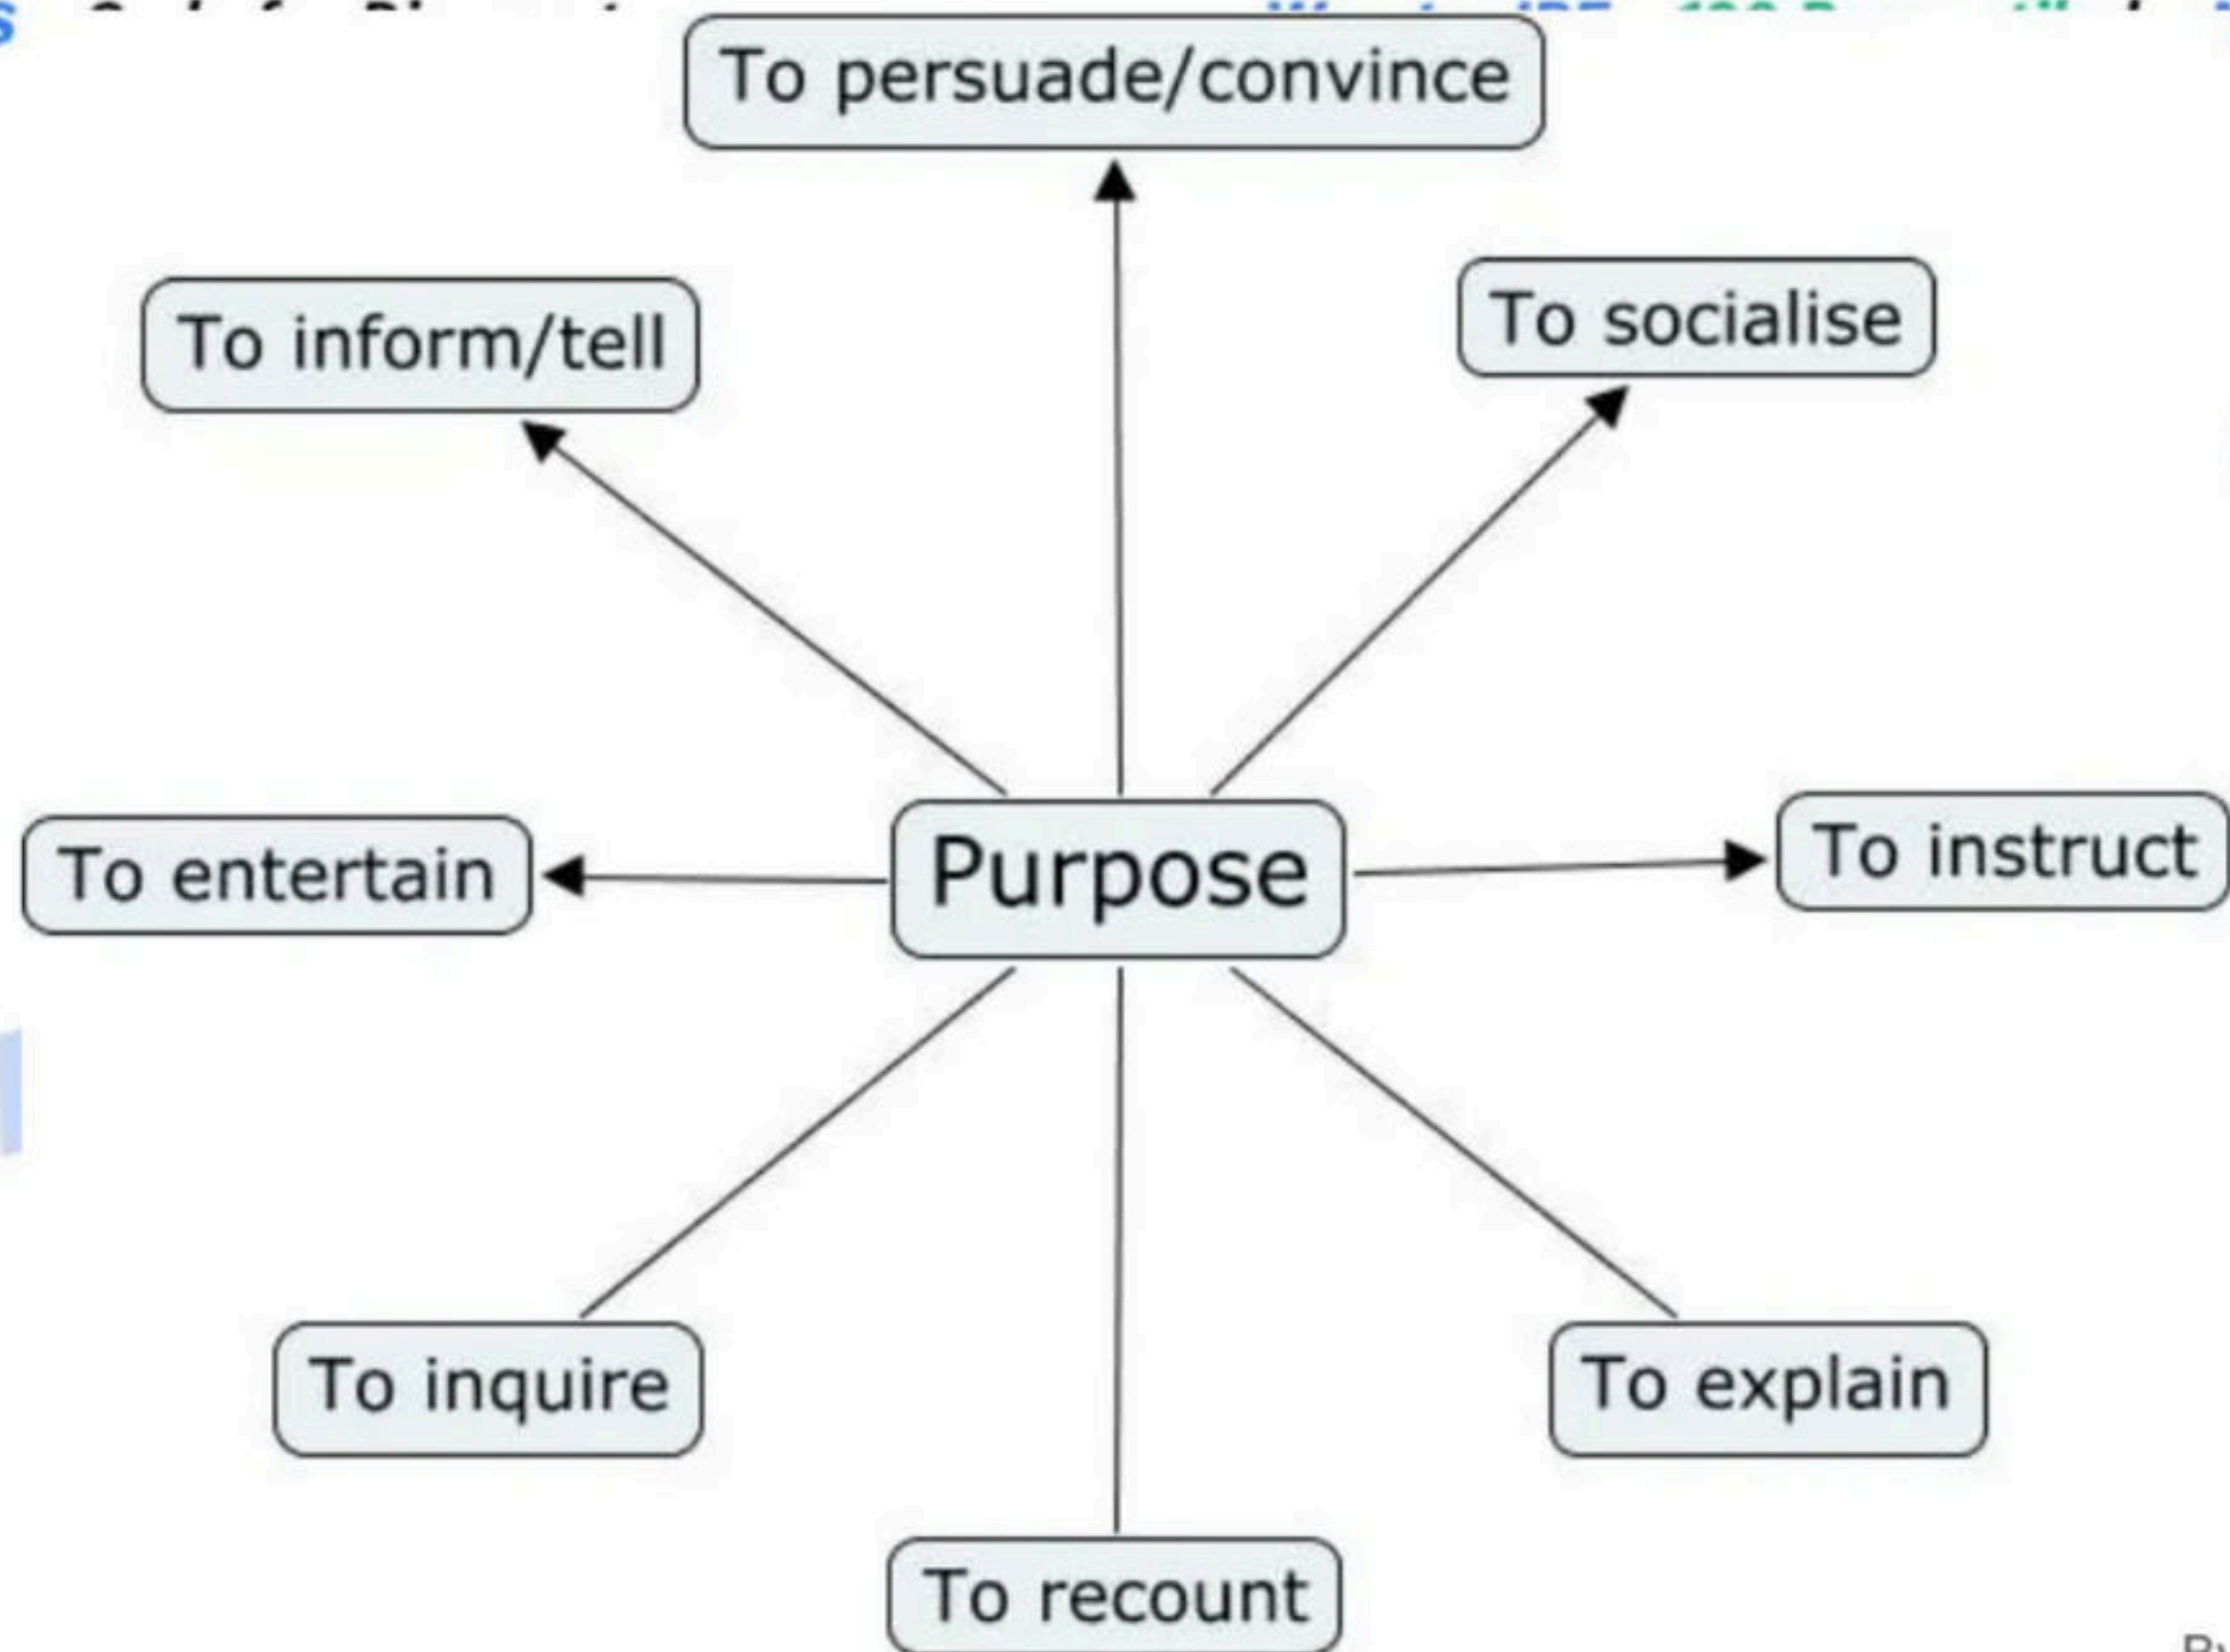 To persuade/convince
To inform/tell
To socialise
To entertain
Purpose
To instruct
To inquire
To explain
To recount